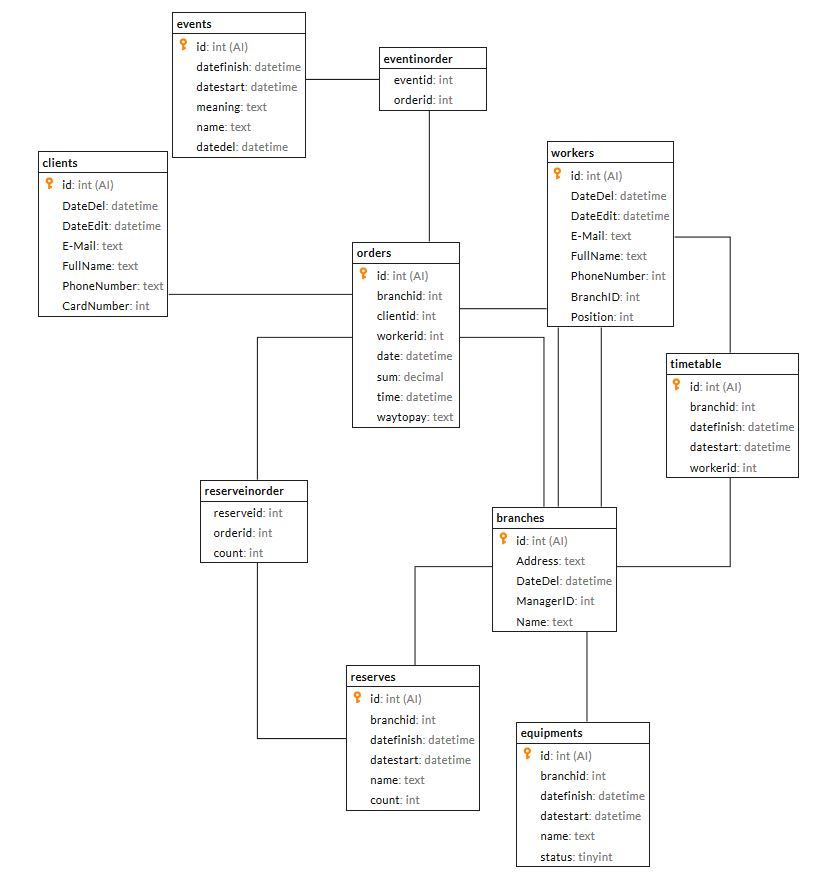 events
id: int (AI)
datefinish: datetime
datestart: datetime
meaning: text
name: text
datedel: datetime
eventinorder
eventid: int
orderid: int
clients
id: int (AI)
DateDel: datetime
DateEdit: datetime
E-Mail: text
FullName: text
PhoneNumber: text
CardNumber: int
workers
id: int (AI)
DateDel: datetime
DateEdit: datetime
E-Mail: text
FullName: text
PhoneNumber: int
BranchID: int
Position: int
orders
id: int (AI)
branchid: int
clientid: int
workerid: int
date: datetime
sum: decimal
time: datetime
waytopay: text
timetable
id: int (AI)
branchid: int
datefinish: datetime
datestart: datetime
workerid: int
reserveinorder
reserveid: int
orderid: int
count: int
branches
id: int (AI)
Address: text
DateDel: datetime
ManagerID: int
Name: text
reserves
id: int (AI)
branchid: int
datefinish: datetime
datestart: datetime
name: text
count: int
equipments
id: int (AI)
branchid: int
datefinish: datetime
datestart: datetime
name: text
status: tinyint